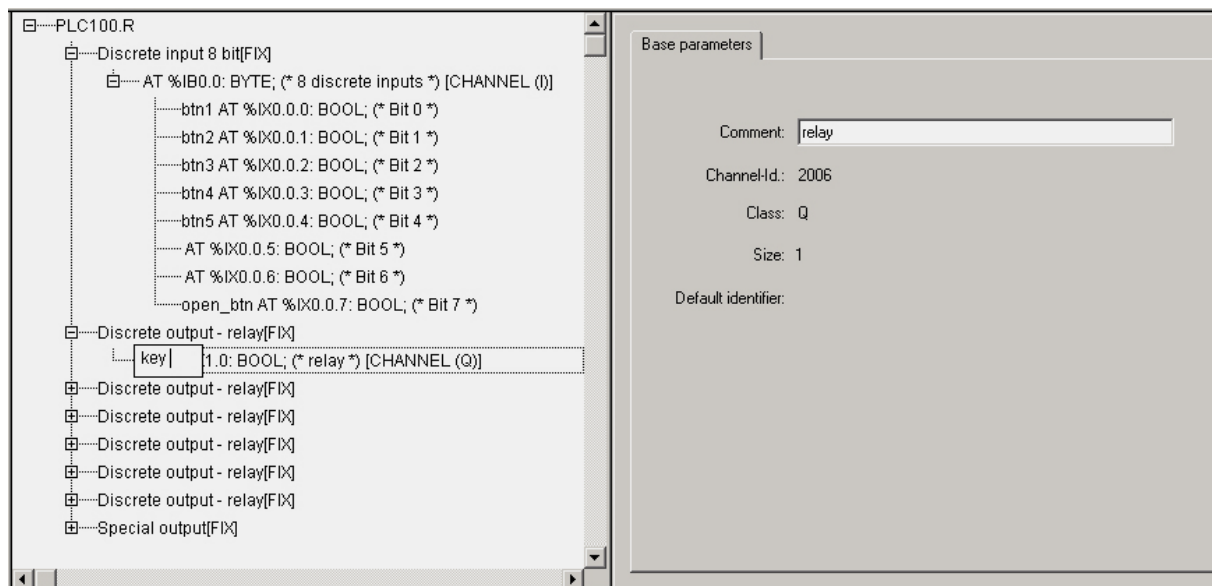 PLC100.R
Discrete input 8 bit[FIX]
AT %IB0.0: BYTE; (* 8 discrete inputs *) [CHANNEL (I)]
btn1 AT %IX0.0.0: BOOL; (* Bit 0 *)
btn2 AT %IX0.0.1: BOOL; (* Bit 1 *)
btn3 AT %IX0.0.2: BOOL; (* Bit 2 *)
btn4 AT %IX0.0.3: BOOL; (* Bit 3 *)
btn5 AT %IX0.0.4: BOOL; (* Bit 4 *)
AT %IX0.0.5: BOOL; (* Bit 5 *)
AT %IX0.0.6: BOOL; (* Bit 6 *)
open_btn AT %IX0.0.7: BOOL; (* Bit 7 *)
Discrete output - relay[FIX]
key 1.0: BOOL; (* relay *) [CHANNEL (Q)]
Discrete output - relay[FIX]
Discrete output - relay[FIX]
Discrete output - relay[FIX]
Discrete output - relay[FIX]
Discrete output - relay[FIX]
Special output[FIX]
Base parameters
Comment: relay
Channel-Id.: 2006
Class: Q
Size: 1
Default identifier: